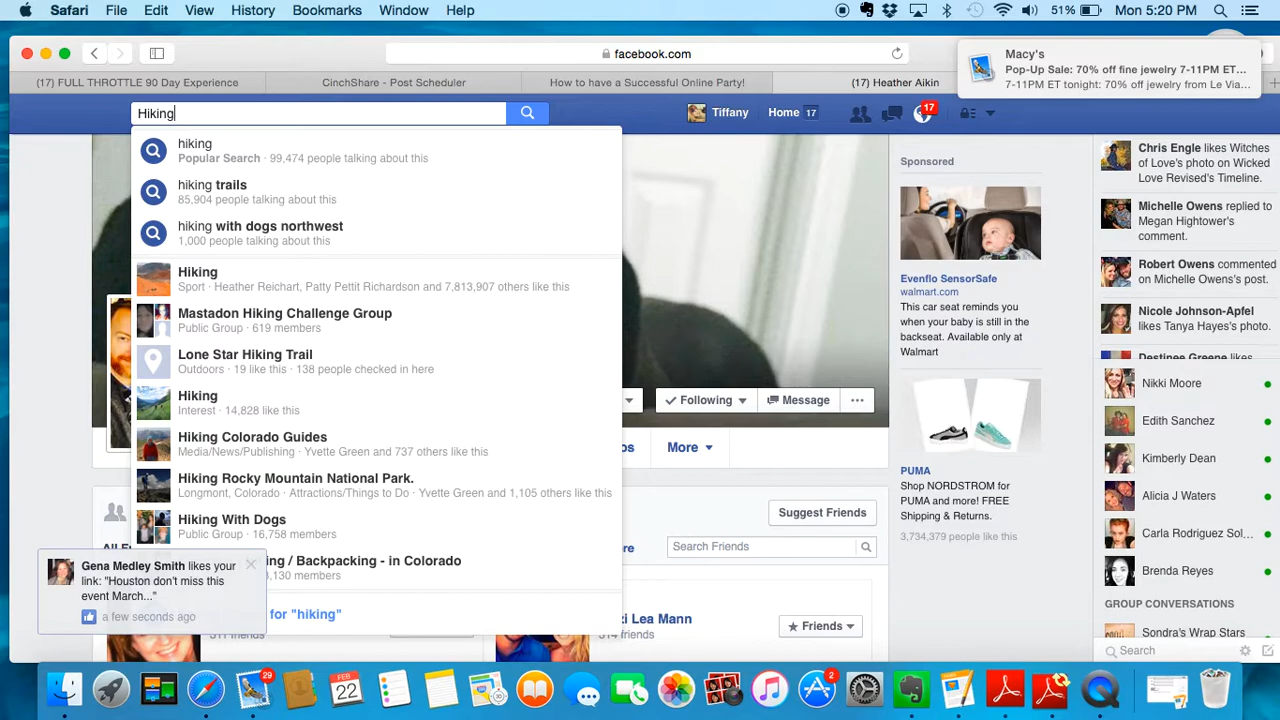 Safari File Edit View History Bookmarks Window Help 51% Mon 5:20 PM
facebook.com
(17) FULL THROTTLE 90 Day Experience CinchShare - Post Scheduler How to have a Successful Online Party! (17) Heather Aikin
Macy's
Pop-Up Sale: 70% off fine jewelry 7-11PM ET...
7-11PM ET tonight: 70% off jewelry from Le Via...
Hiking
Tiffany Home 17 17
hiking
Popular Search · 99,474 people talking about this
hiking trails
85,904 people talking about this
hiking with dogs northwest
1,000 people talking about this
Hiking
Sport · Heather Reichart, Patty Pettit Richardson and 7,813,907 others like this
Mastadon Hiking Challenge Group
Public Group · 619 members
Lone Star Hiking Trail
Outdoors · 19 like this · 138 people checked in here
Hiking
Interest · 14,828 like this
Hiking Colorado Guides
Media/News/Publishing · Yvette Green and 737 others like this
Hiking Rocky Mountain National Park.
Longmont, Colorado · Attractions/Things to Do · Yvette Green and 1,105 others like this
Hiking With Dogs
Public Group · 16,758 members
ing / Backpacking - in Colorado
,130 members
for "hiking"
Gena Medley Smith likes your
link: "Houston don't miss this
event March..."
a few seconds ago
Following Message
More
Suggest Friends
Search Friends
zi Lea Mann
314 friends
Friends
Sponsored
Evenflo SensorSafe
walmart.com
This car seat reminds you
when your baby is still in the
backseat. Available only at
Walmart
PUMA
Shop NORDSTROM for
PUMA and more! FREE
Shipping & Returns.
3,734,379 people like this
Chris Engle likes Witches
of Love's photo on Wicked
Love Revised's Timeline.
Michelle Owens replied to
Megan Hightower's
comment.
Robert Owens commented
on Michelle Owens's post.
Nicole Johnson-Apfel
likes Tanya Hayes's photo.
Destinee Greene likes
Nikki Moore
Edith Sanchez
Kimberly Dean
Alicia J Waters
Carla Rodriguez Sol...
Brenda Reyes
GROUP CONVERSATIONS
Sondra's Wrap Stars
Search
29
FEB
22
2